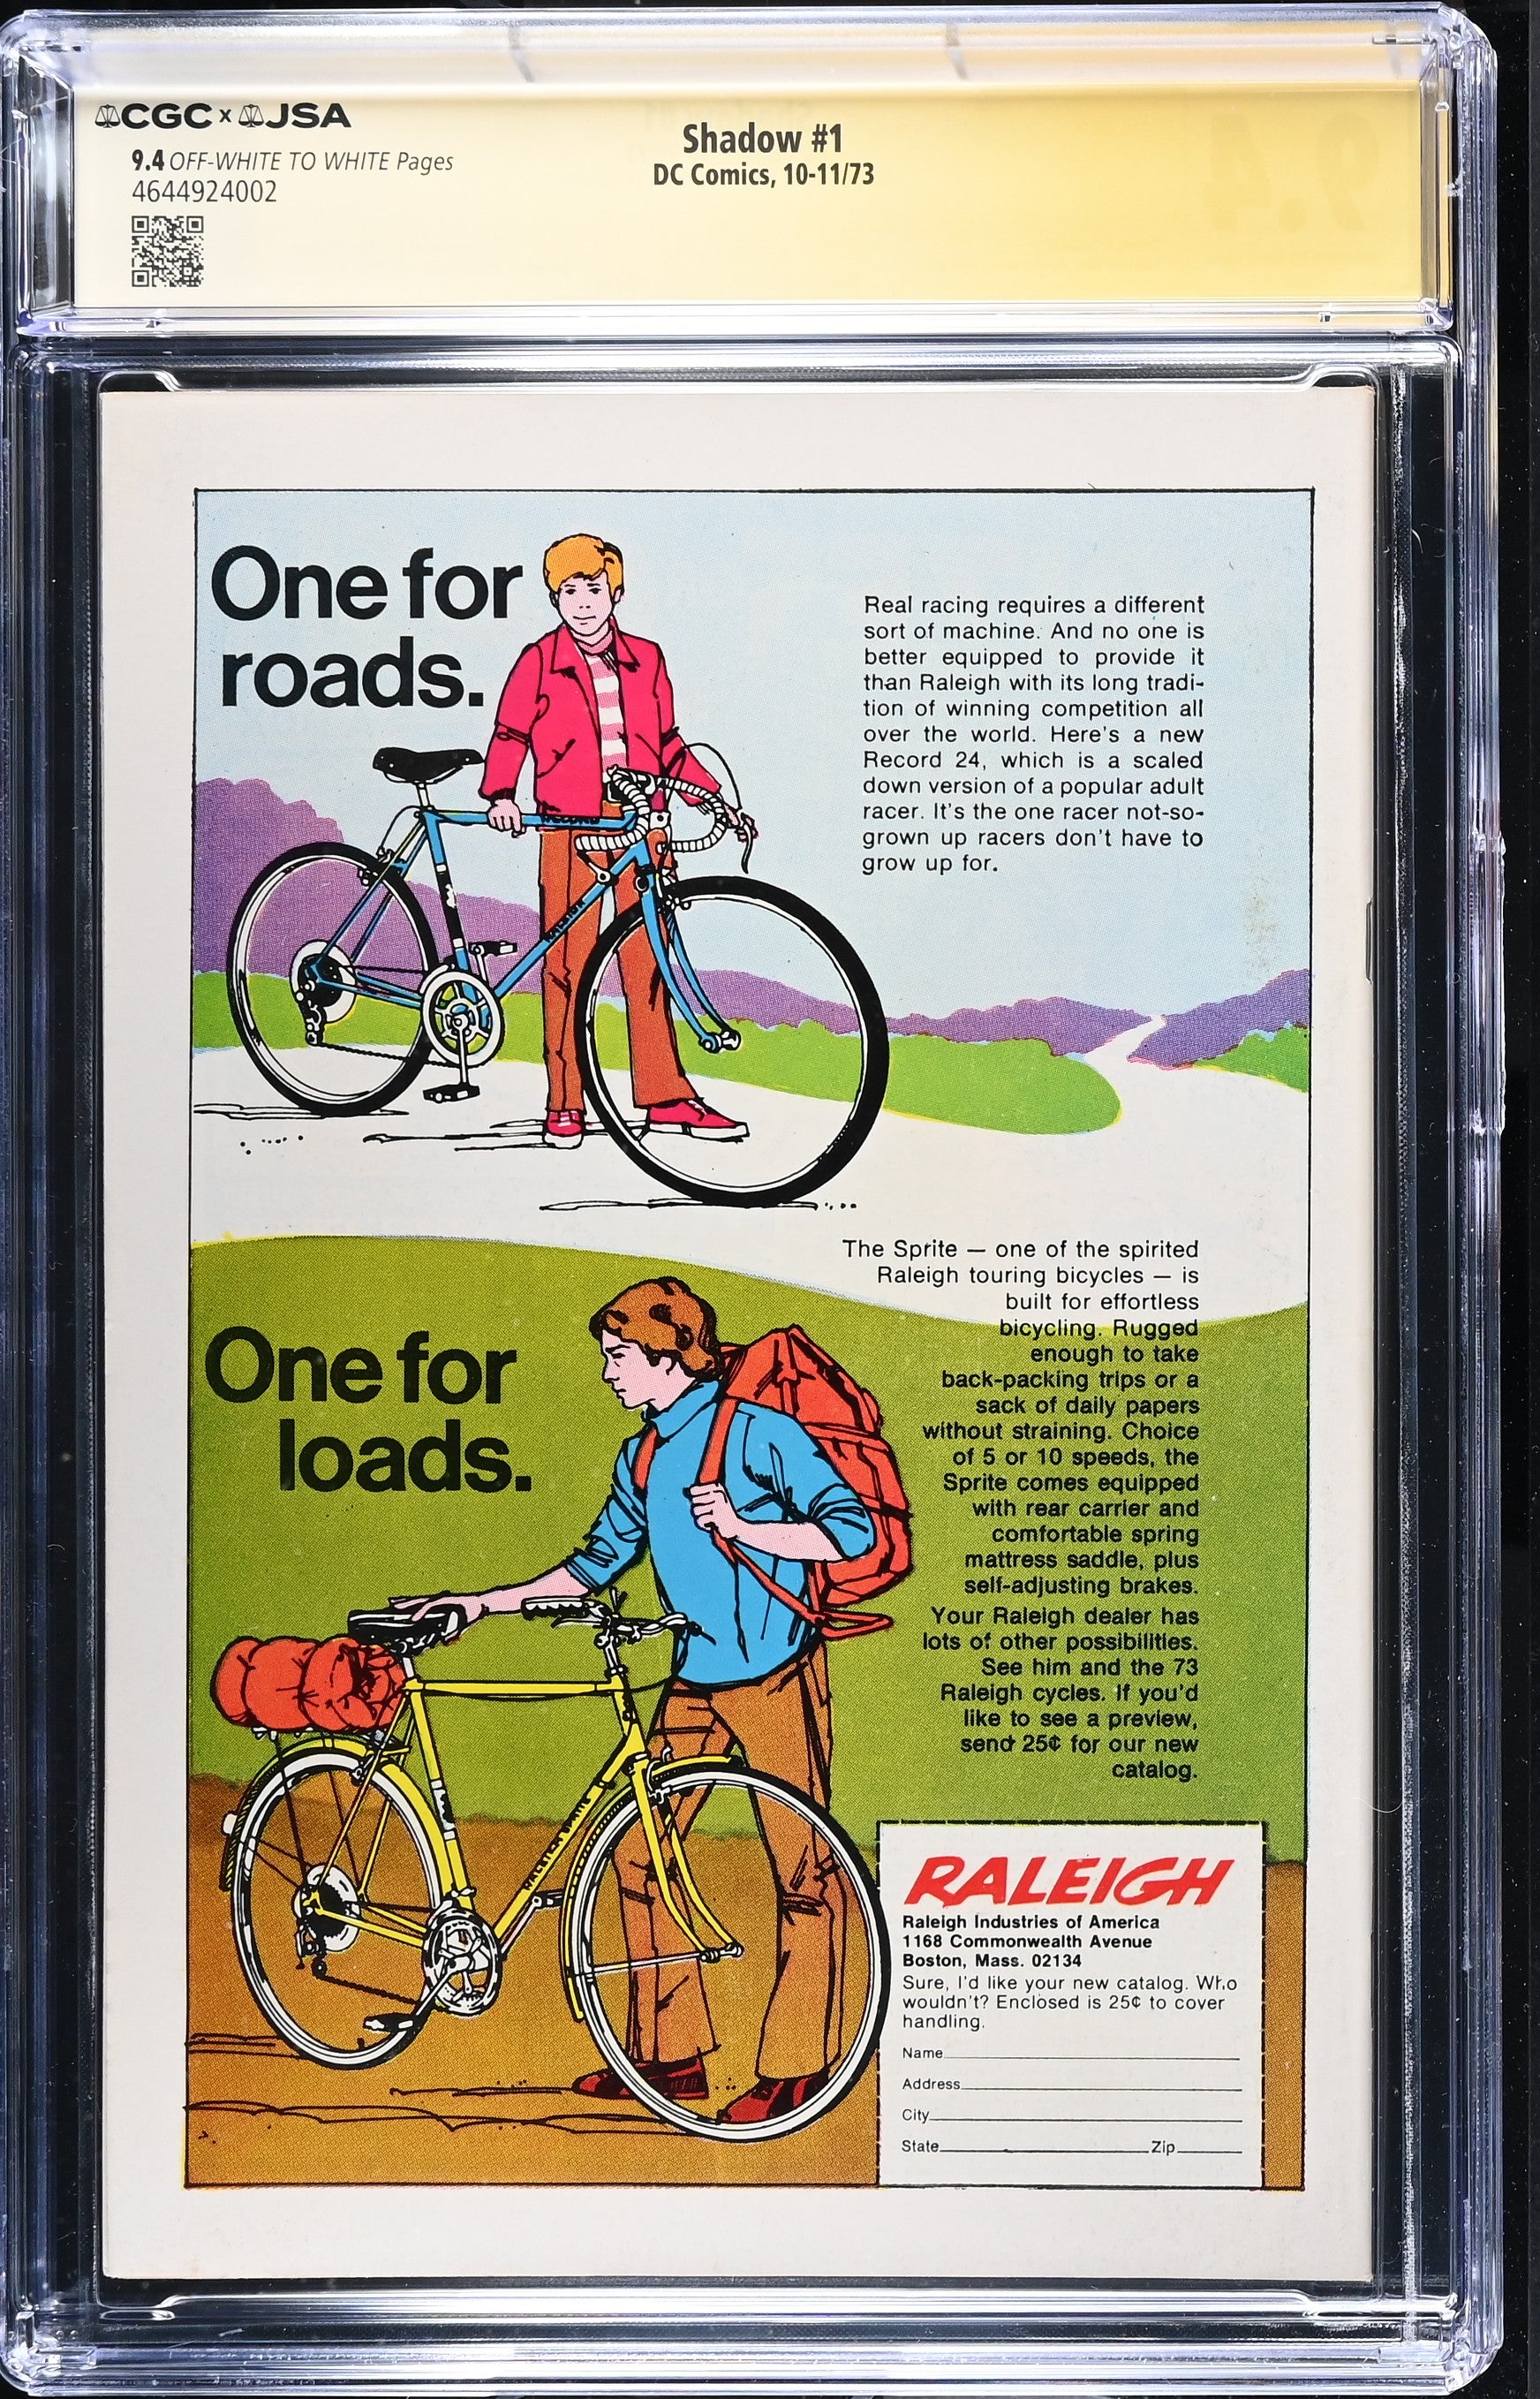 CGC x JSA
9.4 OFF-WHITE TO WHITE Pages
4644924002
Shadow #1
DC Comics, 10-11/73
One for
roads.
Real racing requires a different
sort of machine. And no one is
better equipped to provide it
than Raleigh with its long tradi-
tion of winning competition all
over the world. Here's a new
Record 24, which is a scaled
down version of a popular adult
racer. It's the one racer not-so-
grown up racers don't have to
grow up for.
RECORD
RALEIGH
The Sprite — one of the spirited
Raleigh touring bicycles — is
built for effortless
bicycling. Rugged
enough to take
back-packing trips or a
sack of daily papers
without straining. Choice
of 5 or 10 speeds, the
Sprite comes equipped
with rear carrier and
comfortable spring
mattress saddle, plus
self-adjusting brakes.
Your Raleigh dealer has
lots of other possibilities.
See him and the 73
Raleigh cycles. If you'd
like to see a preview,
send 25¢ for our new
catalog.
One for
loads.
RALEIGH SPRITE
RALEIGH
Raleigh Industries of America
1168 Commonwealth Avenue
Boston, Mass. 02134
Sure, I'd like your new catalog. Who
wouldn't? Enclosed is 25¢ to cover
handling.
Name
Address
City
State Zip